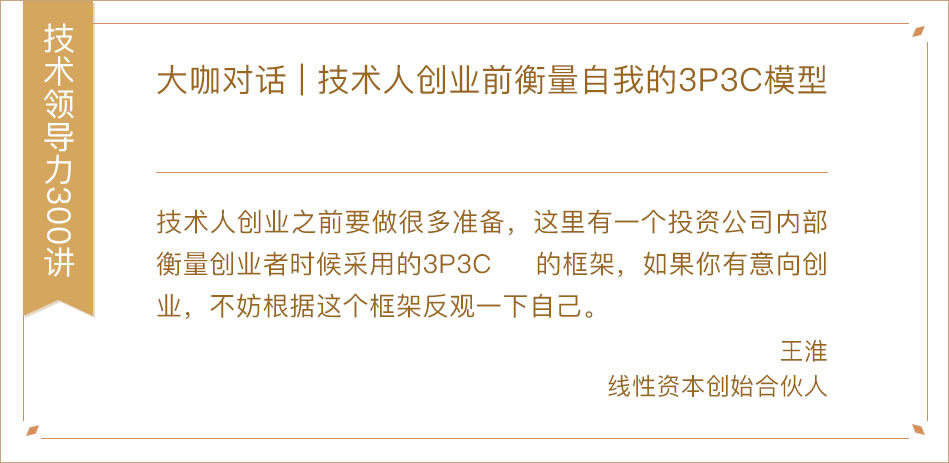 技术领导力300讲
大咖对话 | 技术人创业前衡量自我的3P3C模型
技术人创业之前要做很多准备，这里有一个投资公司内部
衡量创业者时候采用的3P3C 的框架，如果你有意向创
业，不妨根据这个框架反观一下自己。
王淮
线性资本创始合伙人